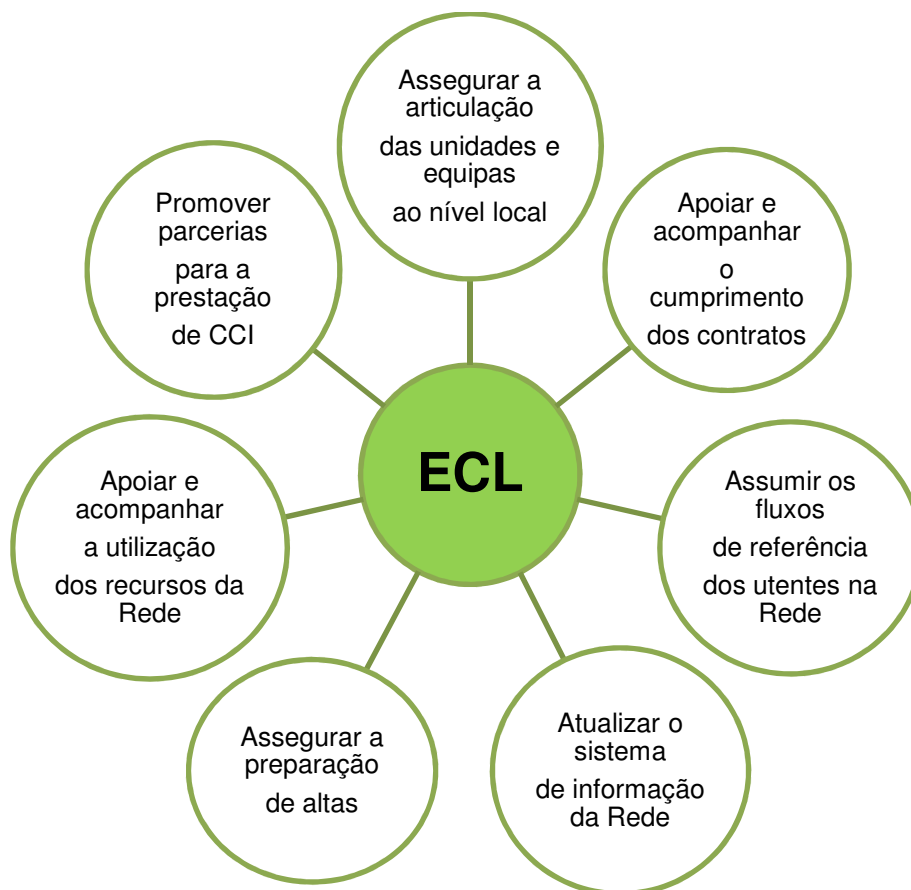 Assegurar a
articulação
das unidades e
equipas
ao nível local
Apoiar e
acompanhar
o
cumprimento
dos contratos
Assumir os
fluxos
de referência
dos utentes na
Rede
Atualizar o
sistema
de informação
da Rede
Assegurar a
preparação
de altas
Apoiar e
acompanhar
a utilização
dos recursos da
Rede
Promover
parcerias
para a
prestação
de CCI
ECL